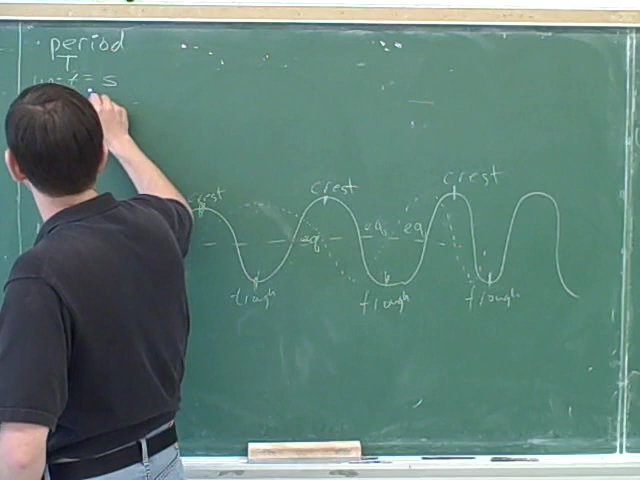 period
T
unit = s
crest
crest
crest
eq
eq
eq
trough
trough
trough